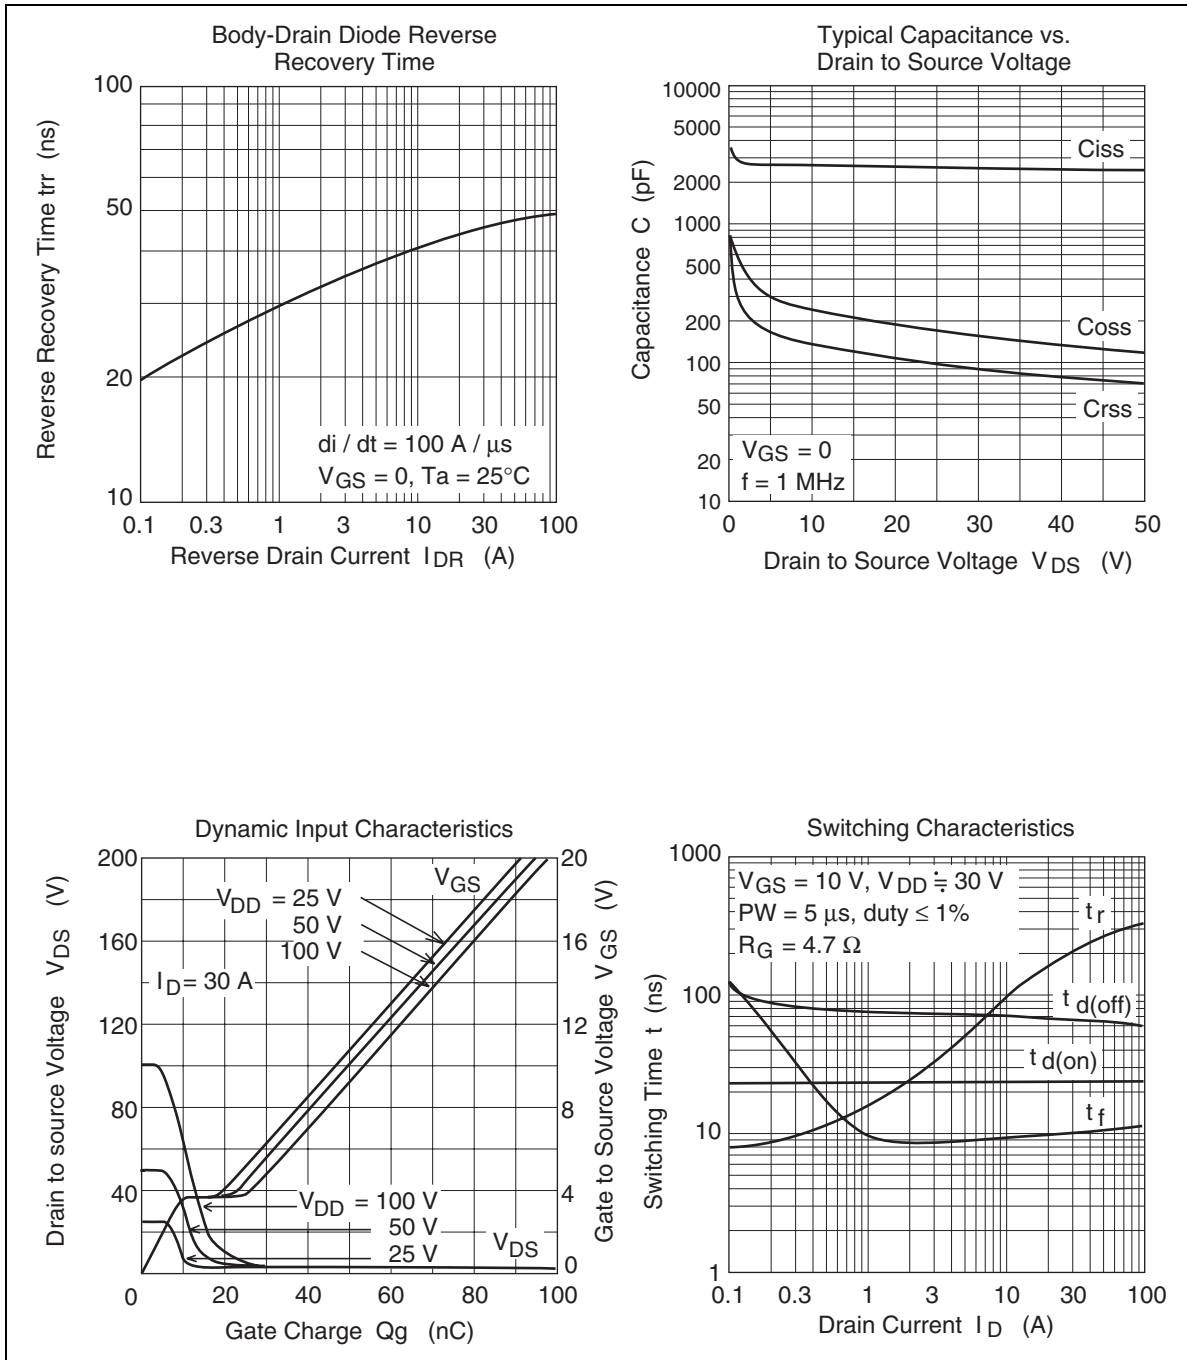 Body-Drain Diode Reverse
Recovery Time
Reverse Recovery Time trr (ns)
100
50
20
10
di / dt = 100 A / μs
VGS = 0, Ta = 25°C
0.1 0.3 1 3 10 30 100
Reverse Drain Current IDR (A)
Typical Capacitance vs.
Drain to Source Voltage
Capacitance C (pF)
10000
5000
2000
1000
500
200
100
50
20
10
Ciss
Coss
Crss
VGS = 0
f = 1 MHz
0 10 20 30 40 50
Drain to Source Voltage VDS (V)
Dynamic Input Characteristics
Drain to source Voltage VDS (V)
200
160
120
80
40
0
VDD = 25 V
50 V
100 V
ID = 30 A
VGS
VDD = 100 V
50 V
25 V
VDS
20
16
12
8
4
0
Gate to Source Voltage VGS (V)
20 40 60 80 100
Gate Charge Qg (nC)
Switching Characteristics
Switching Time t (ns)
1000
100
10
1
VGS = 10 V, VDD ≒ 30 V
PW = 5 μs, duty ≤ 1%
RG = 4.7 Ω
tr
td(off)
td(on)
tf
0.1 0.3 1 3 10 30 100
Drain Current ID (A)